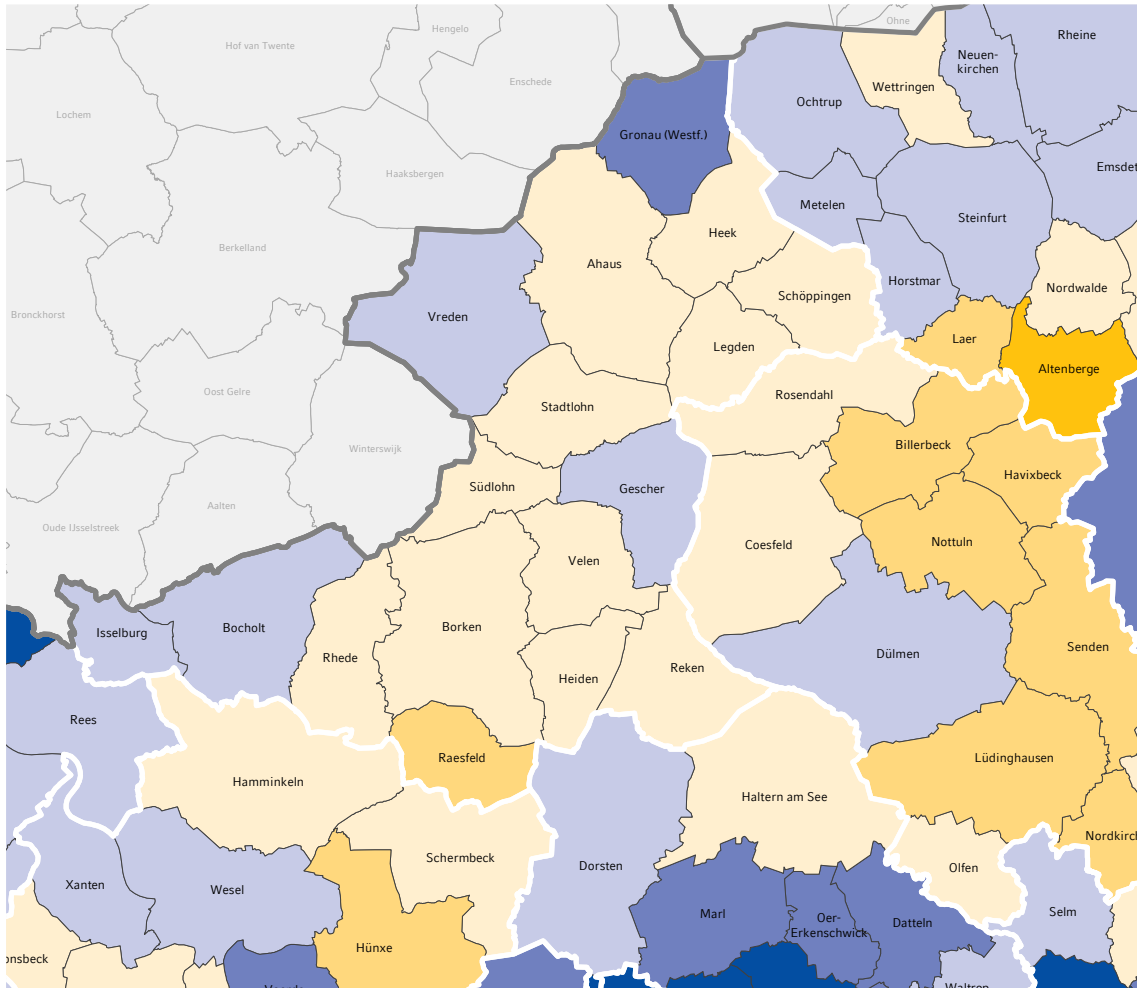 Ohne
Hengelo
Rheine
Hof van Twente
Neuen-
kirchen
Enschede
Wettringen
Ochtrup
Lochem
Gronau (Westf.)
Emsdet
Haaksbergen
Metelen
Steinfurt
Heek
Berkelland
Ahaus
Horstmar
Nordwalde
Schöppingen
Bronckhorst
Vreden
Laer
Legden
Altenberge
Oost Gelre
Rosendahl
Stadtlohn
Billerbeck
Winterswijk
Havixbeck
Südlohn
Gescher
Aalten
Oude IJsselstreek
Nottuln
Coesfeld
Velen
Isselburg
Bocholt
Borken
Senden
Dülmen
Rhede
Reken
Heiden
Rees
Raesfeld
Lüdinghausen
Hamminkeln
Haltern am See
Nordkirch
Schermbeck
Dorsten
Olfen
Xanten
Wesel
Selm
Marl
Oer-
Erkenschwick
Datteln
Hünxe
onsbeck
Waltrop